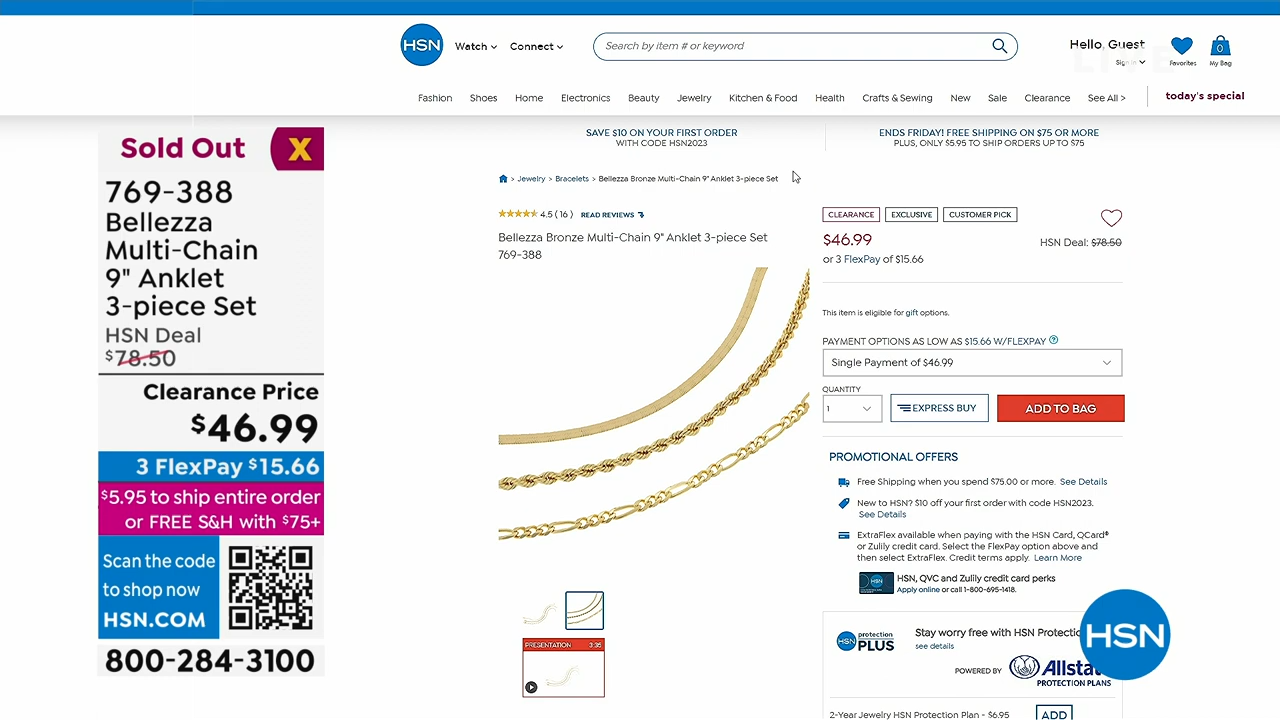 HSN
Watch
Connect
Search by item # or keyword
Hello, Guest
Sign In
Favorites
0
My Bag
Fashion
Shoes
Home
Electronics
Beauty
Jewelry
Kitchen & Food
Health
Crafts & Sewing
New
Sale
Clearance
See All >
today's special
Sold Out
X
769-388
Bellezza
Multi-Chain
9" Anklet
3-piece Set
HSN Deal
$78.50
Clearance Price
$46.99
3 FlexPay $15.66
$5.95 to ship entire order
or FREE S&H with $75+
Scan the code
to shop now
HSN.COM
800-284-3100
SAVE $10 ON YOUR FIRST ORDER
WITH CODE HSN2023
ENDS FRIDAY! FREE SHIPPING ON $75 OR MORE
PLUS, ONLY $5.95 TO SHIP ORDERS UP TO $75
> Jewelry > Bracelets > Bellezza Bronze Multi-Chain 9" Anklet 3-piece Set
4.5 ( 16 ) READ REVIEWS
Bellezza Bronze Multi-Chain 9" Anklet 3-piece Set
769-388
PRESENTATION 3:35
CLEARANCE
EXCLUSIVE
CUSTOMER PICK
$46.99
HSN Deal: $78.50
or 3 FlexPay of $15.66
This item is eligible for gift options.
PAYMENT OPTIONS AS LOW AS $15.66 W/FLEXPAY
Single Payment of $46.99
QUANTITY
1
EXPRESS BUY
ADD TO BAG
PROMOTIONAL OFFERS
Free Shipping when you spend $75.00 or more. See Details
New to HSN? $10 off your first order with code HSN2023.
See Details
ExtraFlex available when paying with the HSN Card, QCard®
or Zulily credit card. Select the FlexPay option above and
then select ExtraFlex. Credit terms apply. Learn More
HSN, QVC and Zulily credit card perks
Apply online or call 1-800-695-1418.
HSN protection
PLUS
Stay worry free with HSN Protectio
see details
POWERED BY
Allstat
PROTECTION PLANS
HSN
2-Year Jewelry HSN Protection Plan - $6.95
ADD